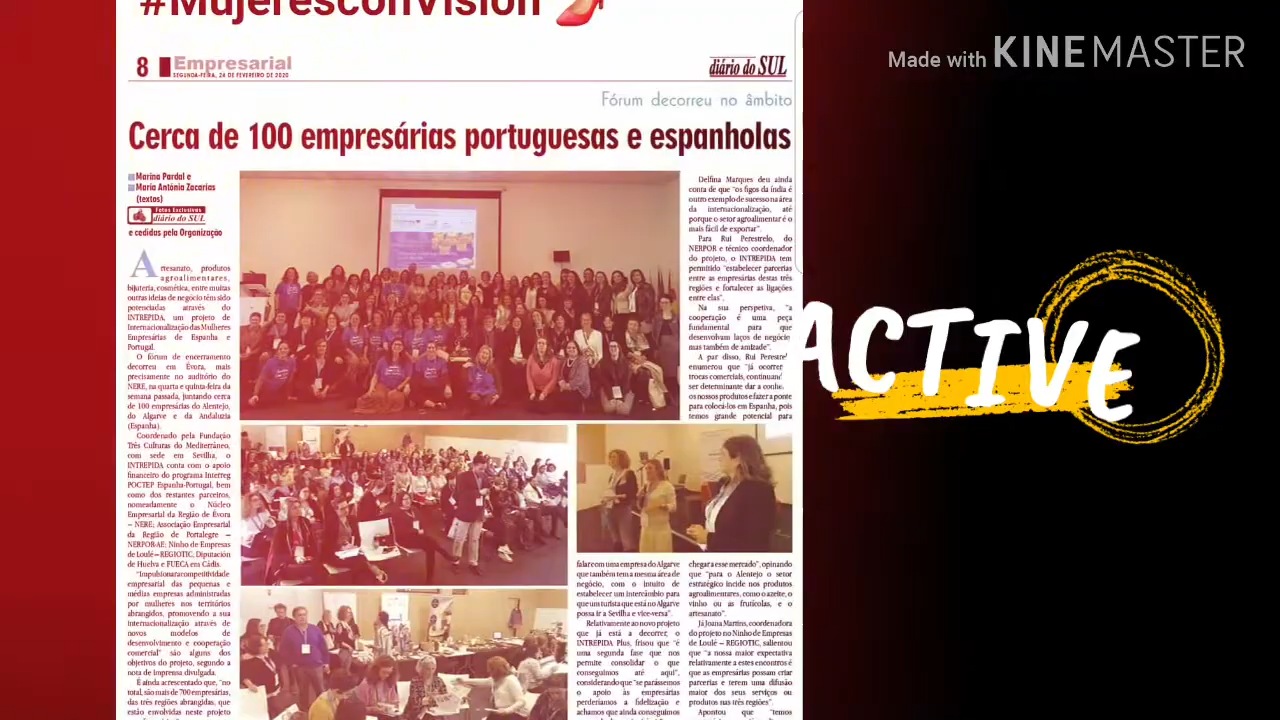 #MujeresconVisión
Made with KINEMASTER
8 Empresarial
SEGUNDA-FEIRA, 24 DE FEVEREIRO DE 2020
diário do SUL
Fórum decorreu no âmbito
Cerca de 100 empresárias portuguesas e espanholas
Marina Pardal e
Maria Antónia Zacarias
(textos)
Fotos Exclusivas
diário do SUL
e cedidas pela Organização
Artesanato, produtos
agroalimentares,
bijuteria, cosmética, entre muitas
outras ideias de negócio têm sido
potenciadas através do
INTREPIDA, um projeto de
Internacionalização das Mulheres
Empresárias de Espanha e
Portugal.
O fórum de encerramento
decorreu em Évora, mais
precisamente no auditório do
NERE, na quarta e quinta-feira da
semana passada, juntando cerca
de 100 empresárias do Alentejo,
do Algarve e da Andaluzia
(Espanha).
Coordenado pela Fundação
Três Culturas do Mediterrâneo,
com sede em Sevilha, o
INTREPIDA conta com o apoio
financeiro do programa Interreg
POCTEP Espanha-Portugal, bem
como dos restantes parceiros,
nomeadamente o Núcleo
Empresarial da Região de Évora
– NERE; Associação Empresarial
da Região de Portalegre –
NERPOR-AE; Ninho de Empresas
de Loulé – REGIOTIC; Diputación
de Huelva e FUECA em Cádis.
"Impulsionar a competitividade
empresarial das pequenas e
médias empresas administradas
por mulheres nos territórios
abrangidos, promovendo a sua
internacionalização através de
novos modelos de
desenvolvimento e cooperação
comercial" são alguns dos
objetivos do projeto, segundo a
nota de imprensa divulgada.
É ainda acrescentado que, "no
total, são mais de 700 empresárias,
das três regiões abrangidas, que
estão envolvidas neste projeto
falar com uma empresa do Algarve
que também tem a mesma área de
negócio, com o intuito de
estabelecer um intercâmbio para
que um turista que está no Algarve
possa ir a Sevilha e vice-versa".
Relativamente ao novo projeto
que já está a decorrer, o
INTREPIDA Plus, frisou que "é
uma segunda fase que nos
permite consolidar o que
conseguimos até aqui",
considerando que "se parássemos
o apoio às empresárias
perderíamos a fidelização e
achamos que ainda conseguimos
Delfina Marques deu ainda
conta de que "os figos da índia é
outro exemplo de sucesso na área
da internacionalização, até
porque o setor agroalimentar é o
mais fácil de exportar".
Para Rui Perestrelo, do
NERPOR e técnico coordenador
do projeto, o INTREPIDA tem
permitido "estabelecer parcerias
entre as empresárias destas três
regiões e fortalecer as ligações
entre elas".
Na sua perspetiva, "a
cooperação é uma peça
fundamental para que
desenvolvam laços de negócio
mas também de amizade".
A par disso, Rui Perestrel
enumerou que "já ocorrer
trocas comerciais, continuand
ser determinante dar a conhe
os nossos produtos e fazer a ponte
para colocá-los em Espanha, pois
temos grande potencial para
chegar a esse mercado", opinando
que "para o Alentejo o setor
estratégico incide nos produtos
agroalimentares, como o azeite, o
vinho ou as frutícolas, e o
artesanato".
Já Joana Martins, coordenadora
do projeto no Ninho de Empresas
de Loulé – REGIOTIC, salientou
que "a nossa maior expectativa
relativamente a estes encontros é
que as empresárias possam criar
parcerias e terem uma difusão
maior dos seus serviços ou
produtos nas três regiões".
Apontou que "temos
ACTIVE